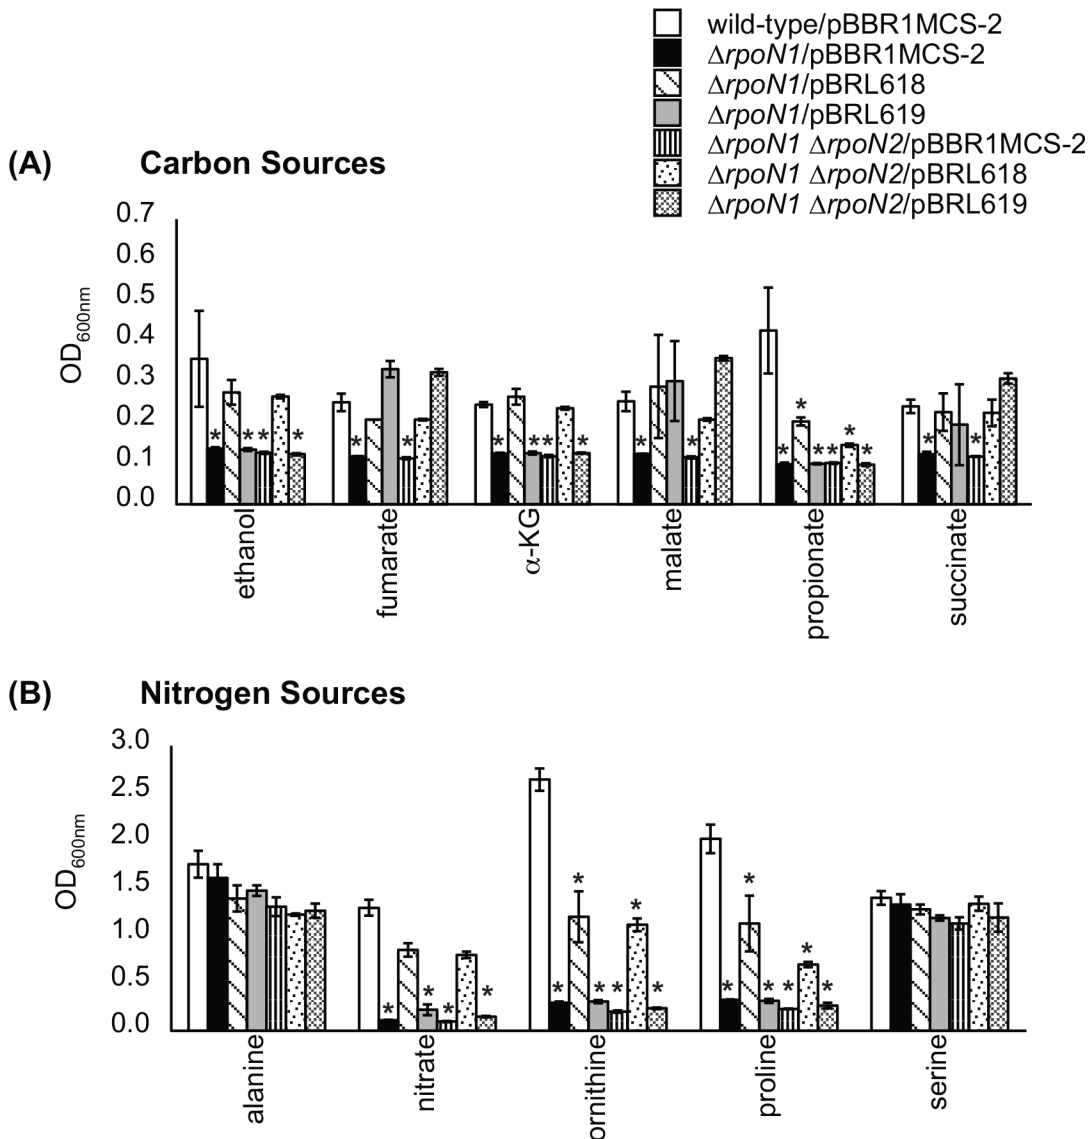 wild-type/pBBR1MCS-2
ΔrpoN1/pBBR1MCS-2
ΔrpoN1/pBRL618
ΔrpoN1/pBRL619
ΔrpoN1 ΔrpoN2/pBBR1MCS-2
ΔrpoN1 ΔrpoN2/pBRL618
ΔrpoN1 ΔrpoN2/pBRL619
(A) Carbon Sources
OD600nm
0.7
0.6
0.5
0.4
0.3
0.2
0.1
0.0
* * * * * * * * * * * * * * * * * * * * *
ethanol
fumarate
α-KG
malate
propionate
succinate
(B) Nitrogen Sources
OD600nm
3.0
2.5
2.0
1.5
1.0
0.5
0.0
* * * * * * * * * * * * * * * *
alanine
nitrate
ornithine
proline
serine